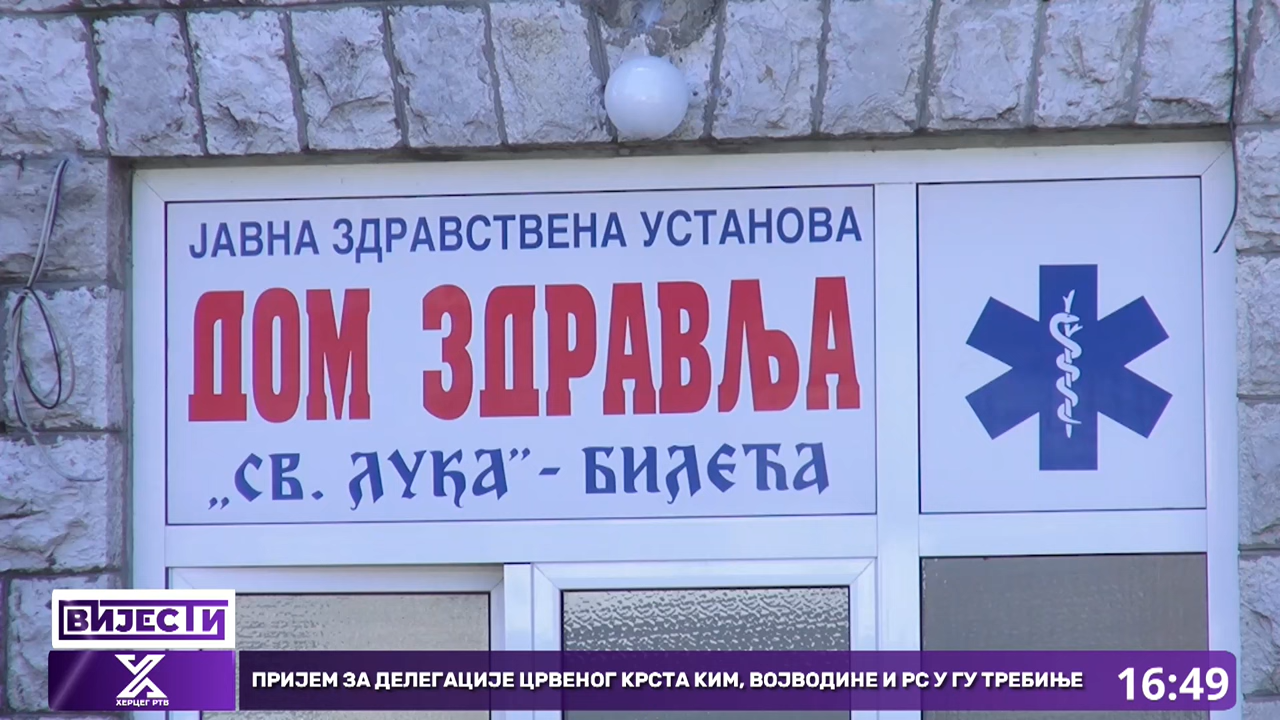 ЈАВНА ЗДРАВСТВЕНА УСТАНОВА
ДОМ ЗДРАВЉА
„СВ. ЛУКА” - БИЛЕЋА
ВИЈЕСТИ
ХЕРЦЕГ РТВ
ПРИЈЕМ ЗА ДЕЛЕГАЦИЈЕ ЦРВЕНОГ КРСТА КИМ, ВОЈВОДИНЕ И РС У ГУ ТРЕБИЊЕ
16:49